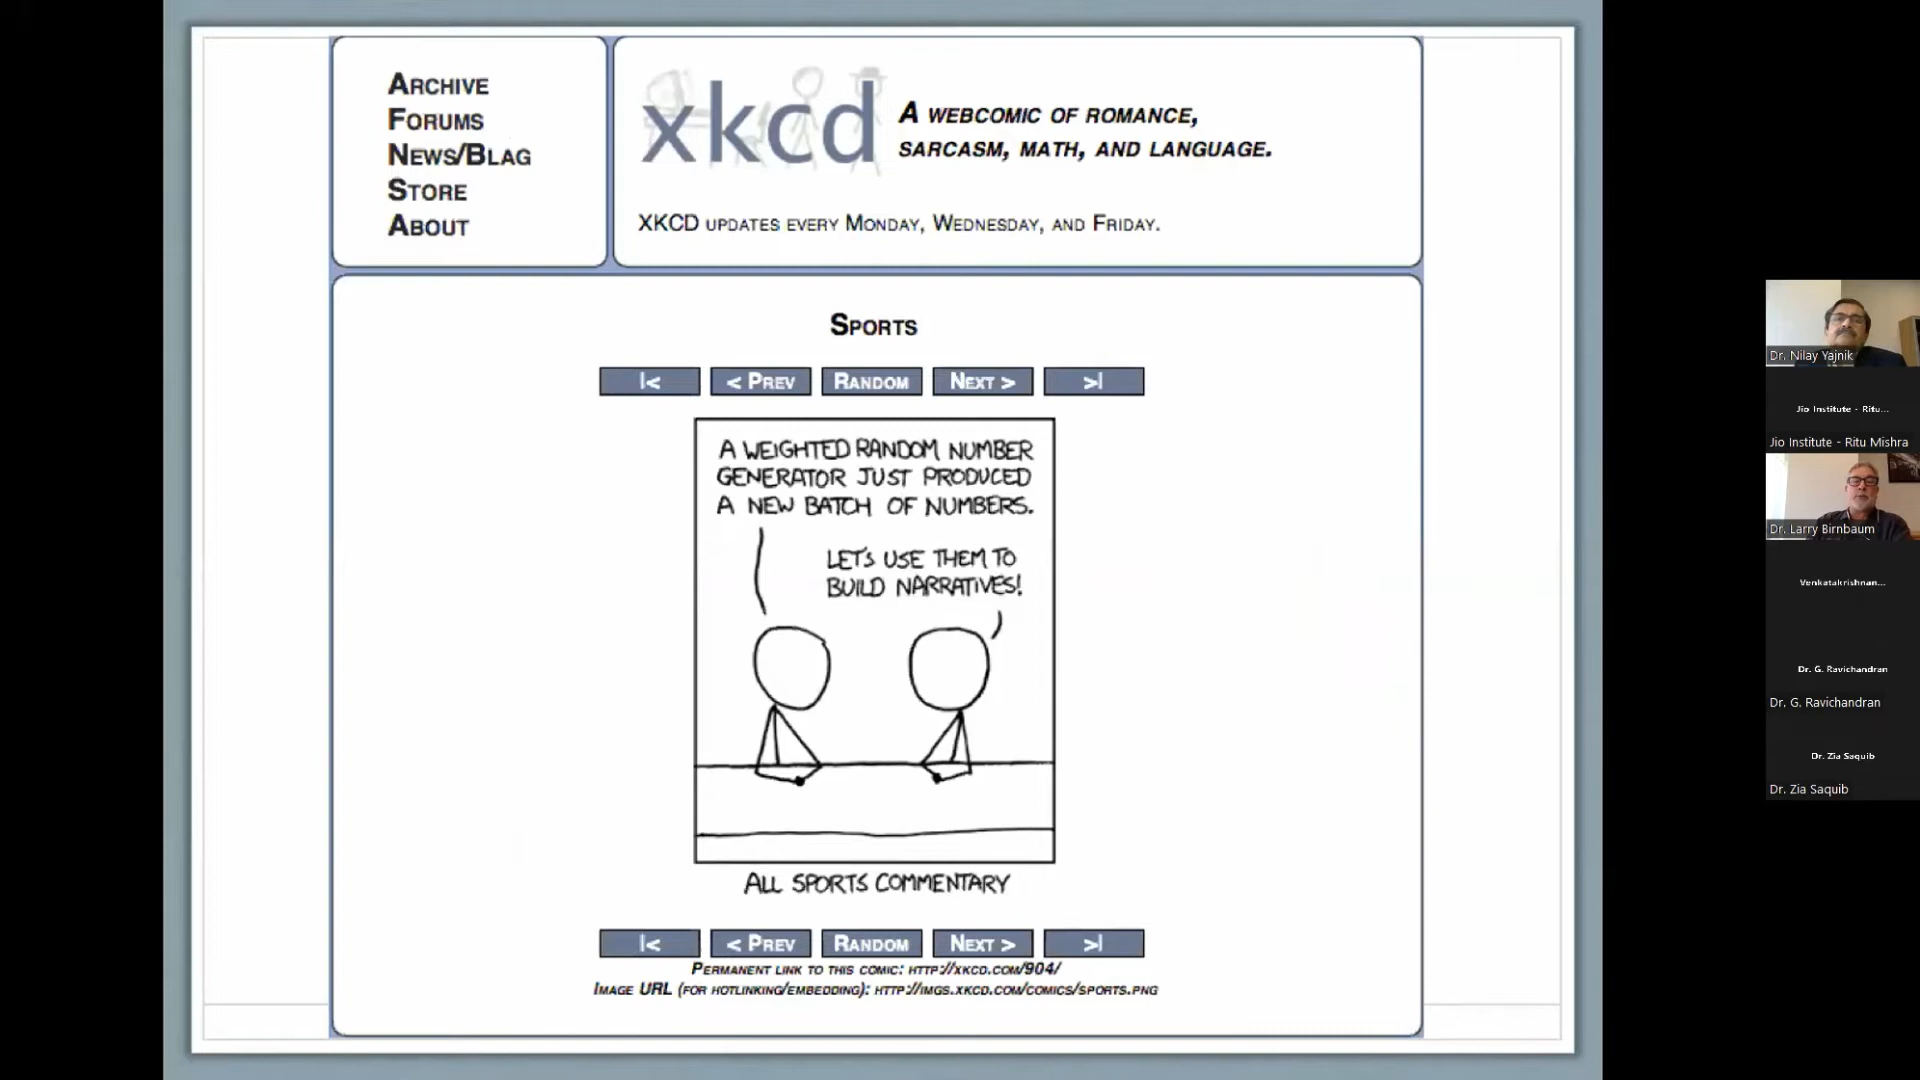 Archive
Forums
News/Blag
Store
About
xkcd
A webcomic of romance,
sarcasm, math, and language.
XKCD updates every Monday, Wednesday, and Friday.
Sports
|<
< Prev
Random
Next >
>|
A WEIGHTED RANDOM NUMBER
GENERATOR JUST PRODUCED
A NEW BATCH OF NUMBERS.
LET'S USE THEM TO
BUILD NARRATIVES!
ALL SPORTS COMMENTARY
|<
< Prev
Random
Next >
>|
Permanent link to this comic: http://xkcd.com/904/
Image URL (for hotlinking/embedding): http://imgs.xkcd.com/comics/sports.png
Dr. Nilay Yajnik
Jio Institute - Ritu...
Jio Institute - Ritu Mishra
Dr. Larry Birnbaum
Venkatakrishnan...
Dr. G. Ravichandran
Dr. G. Ravichandran
Dr. Zia Saquib
Dr. Zia Saquib